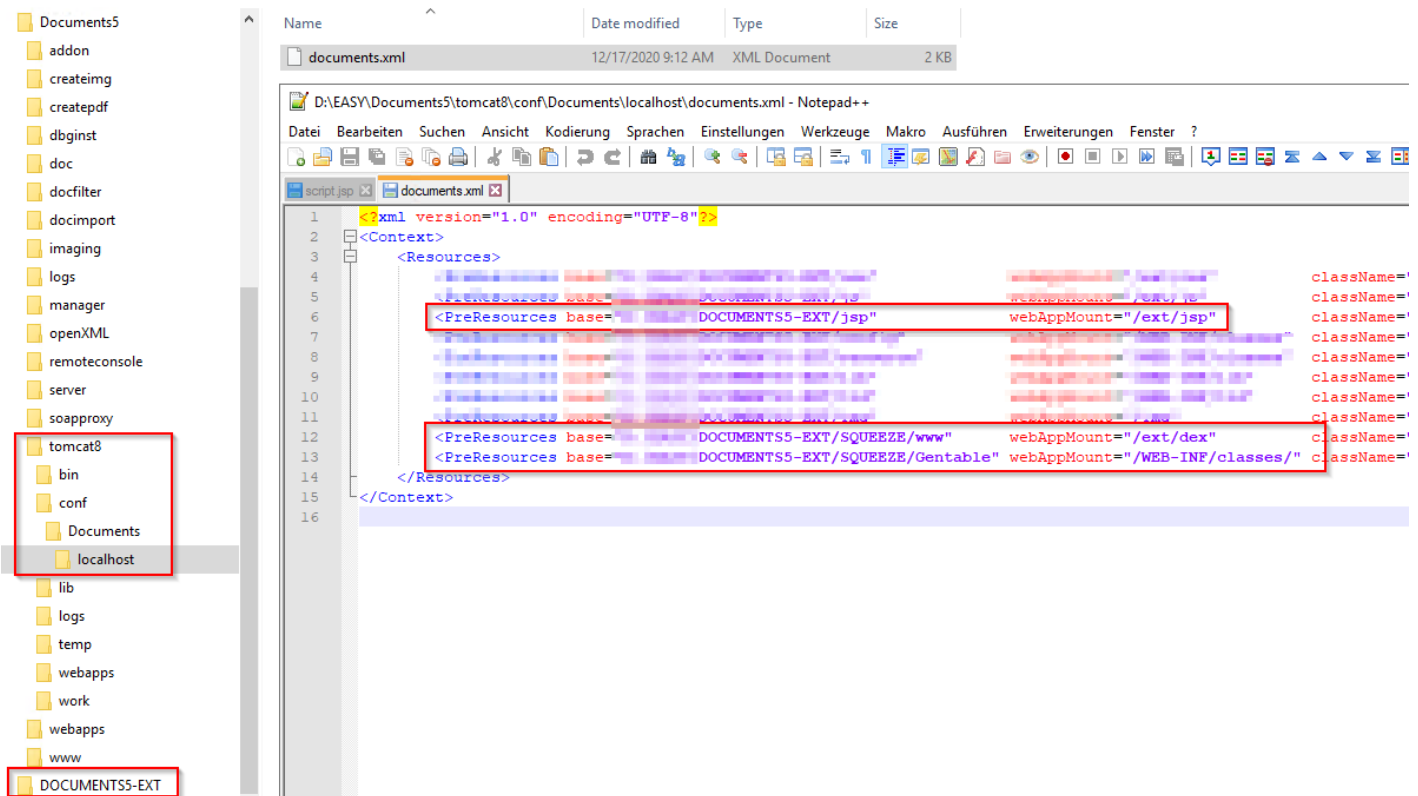 Documents5
addon
createimg
createpdf
dbginst
doc
docfilter
docimport
imaging
logs
manager
openXML
remoteconsole
server
soapproxy
tomcat8
bin
conf
Documents
localhost
lib
logs
temp
webapps
work
webapps
www
DOCUMENTS5-EXT
Name Date modified Type Size
documents.xml 12/17/2020 9:12 AM XML Document 2 KB
D:\EASY\Documents5\tomcat8\conf\Documents\localhost\documents.xml - Notepad++
Datei Bearbeiten Suchen Ansicht Kodierung Sprachen Einstellungen Werkzeuge Makro Ausführen Erweiterungen Fenster ?
script.jsp documents.xml
1 <?xml version="1.0" encoding="UTF-8"?>
2 <Context>
3 <Resources>
4 className="
5 <PreResources base= className="
6 <PreResources base= DOCUMENTS5-EXT/jsp" webAppMount="/ext/jsp" className="
7 className="
8 className="
9 className="
10 className="
11 className="
12 <PreResources base= DOCUMENTS5-EXT/SQUEEZE/www" webAppMount="/ext/dex" className="
13 <PreResources base= DOCUMENTS5-EXT/SQUEEZE/Gentable" webAppMount="/WEB-INF/classes/" className="
14 </Resources>
15 </Context>
16